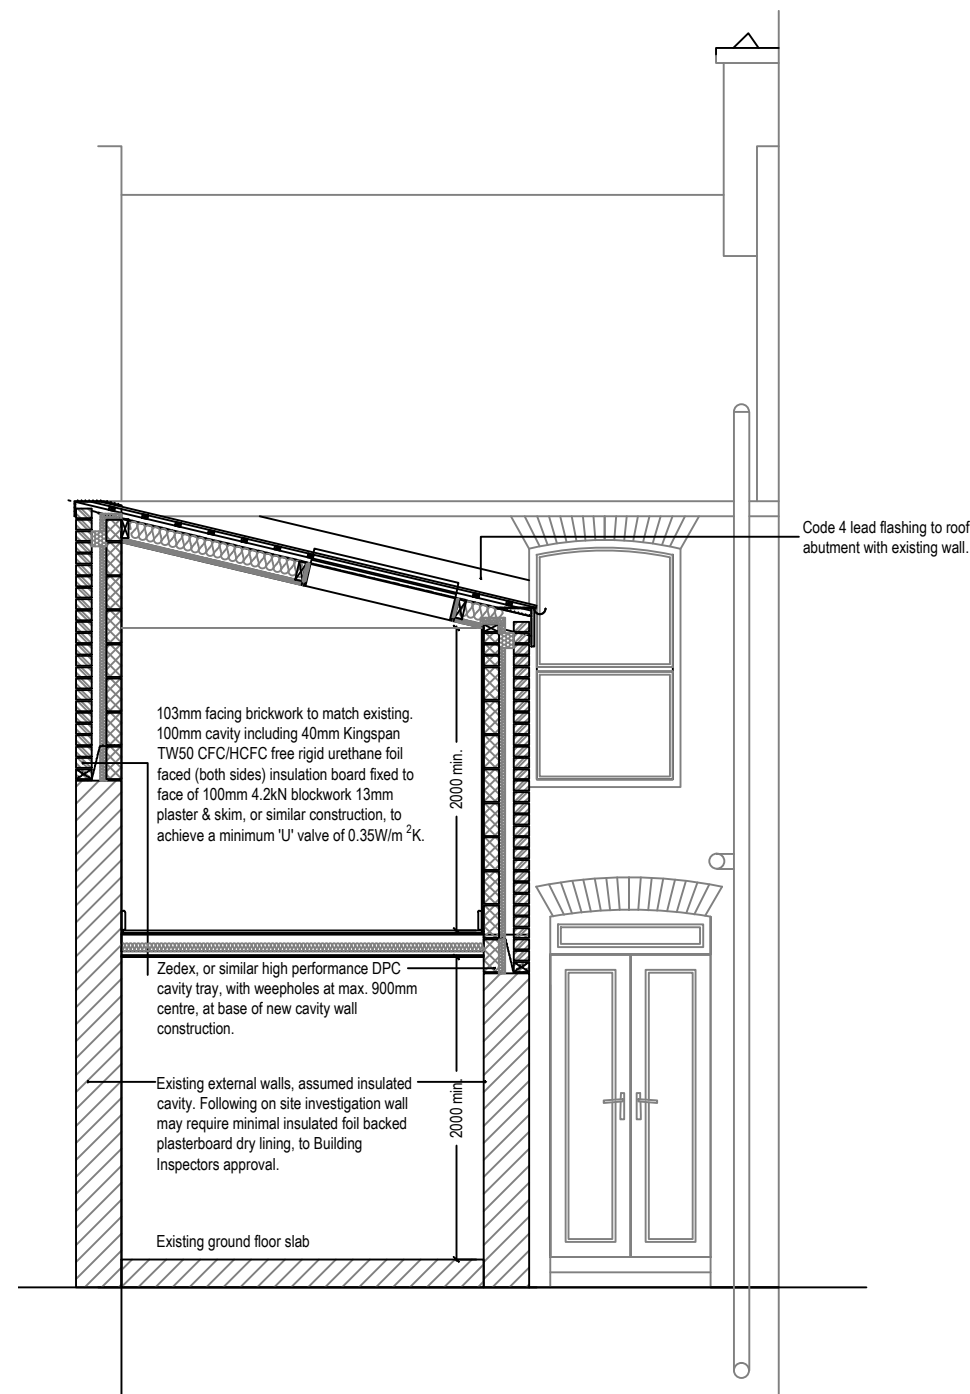 Code 4 lead flashing to roof
abutment with existing wall.
103mm facing brickwork to match existing.
100mm cavity including 40mm Kingspan
TW50 CFC/HCFC free rigid urethane foil
faced (both sides) insulation board fixed to
face of 100mm 4.2kN blockwork 13mm
plaster & skim, or similar construction, to
achieve a minimum 'U' valve of 0.35W/m ²K.
2000 min.
Zedex, or similar high performance DPC
cavity tray, with weepholes at max. 900mm
centre, at base of new cavity wall
construction.
Existing external walls, assumed insulated
cavity. Following on site investigation wall
may require minimal insulated foil backed
plasterboard dry lining, to Building
Inspectors approval.
2000 min.
Existing ground floor slab